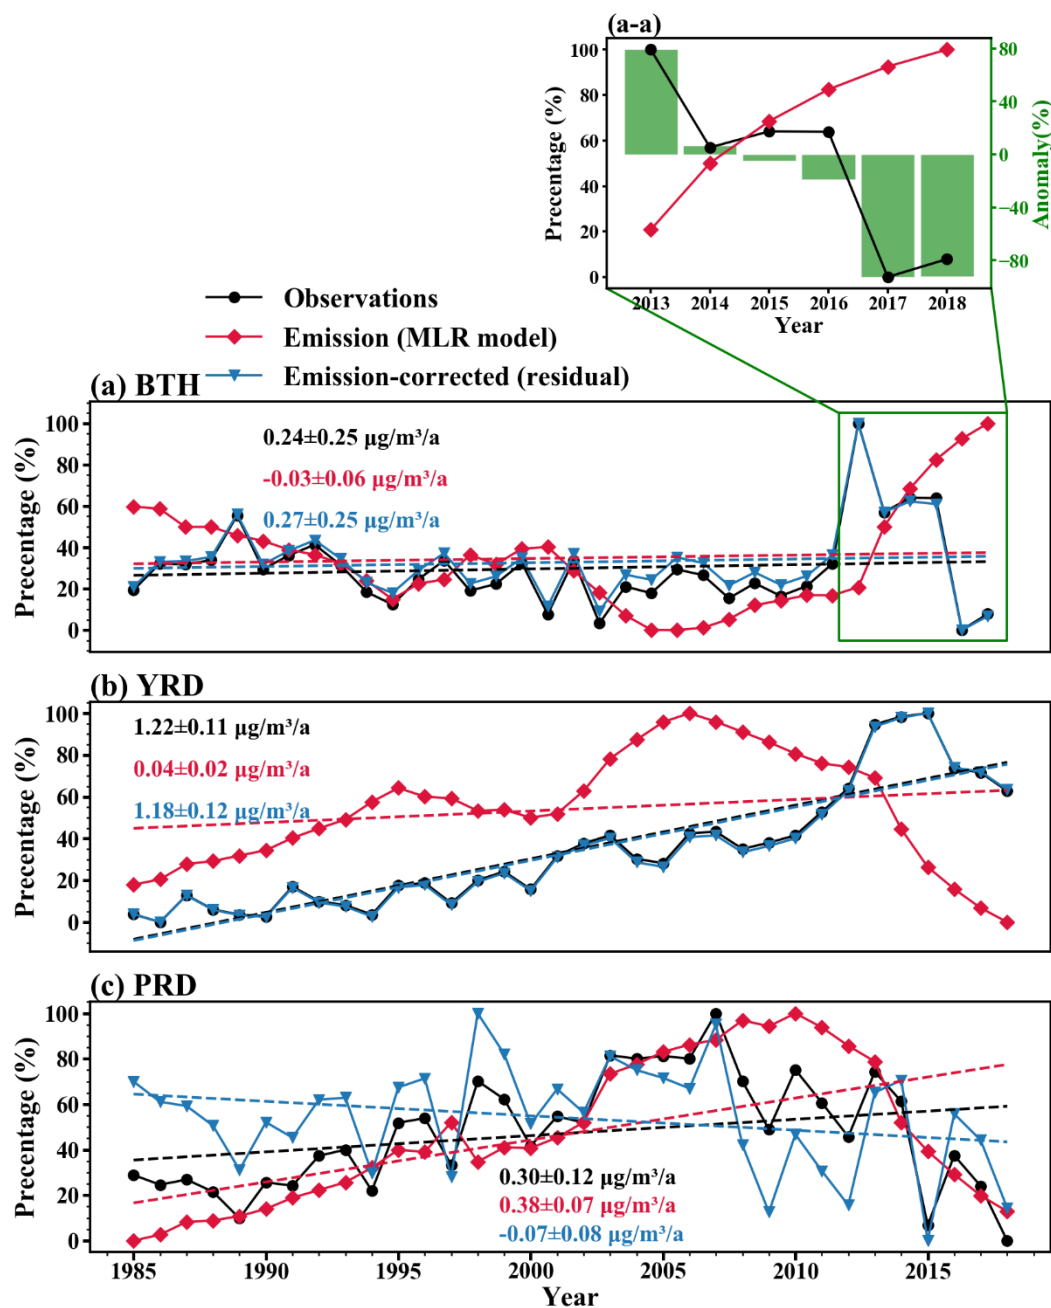 (a-a)
Precentage (%)
100
80
60
40
20
0
80
40
0
−40
−80
Anomaly(%)
2013 2014 2015 2016 2017 2018
Year
Observations
Emission (MLR model)
Emission-corrected (residual)
(a) BTH
Precentage (%)
100
80
60
40
20
0
0.24±0.25 μg/m³/a
-0.03±0.06 μg/m³/a
0.27±0.25 μg/m³/a
(b) YRD
Precentage (%)
100
80
60
40
20
0
1.22±0.11 μg/m³/a
0.04±0.02 μg/m³/a
1.18±0.12 μg/m³/a
(c) PRD
Precentage (%)
100
80
60
40
20
0
0.30±0.12 μg/m³/a
0.38±0.07 μg/m³/a
-0.07±0.08 μg/m³/a
1985 1990 1995 2000 2005 2010 2015
Year